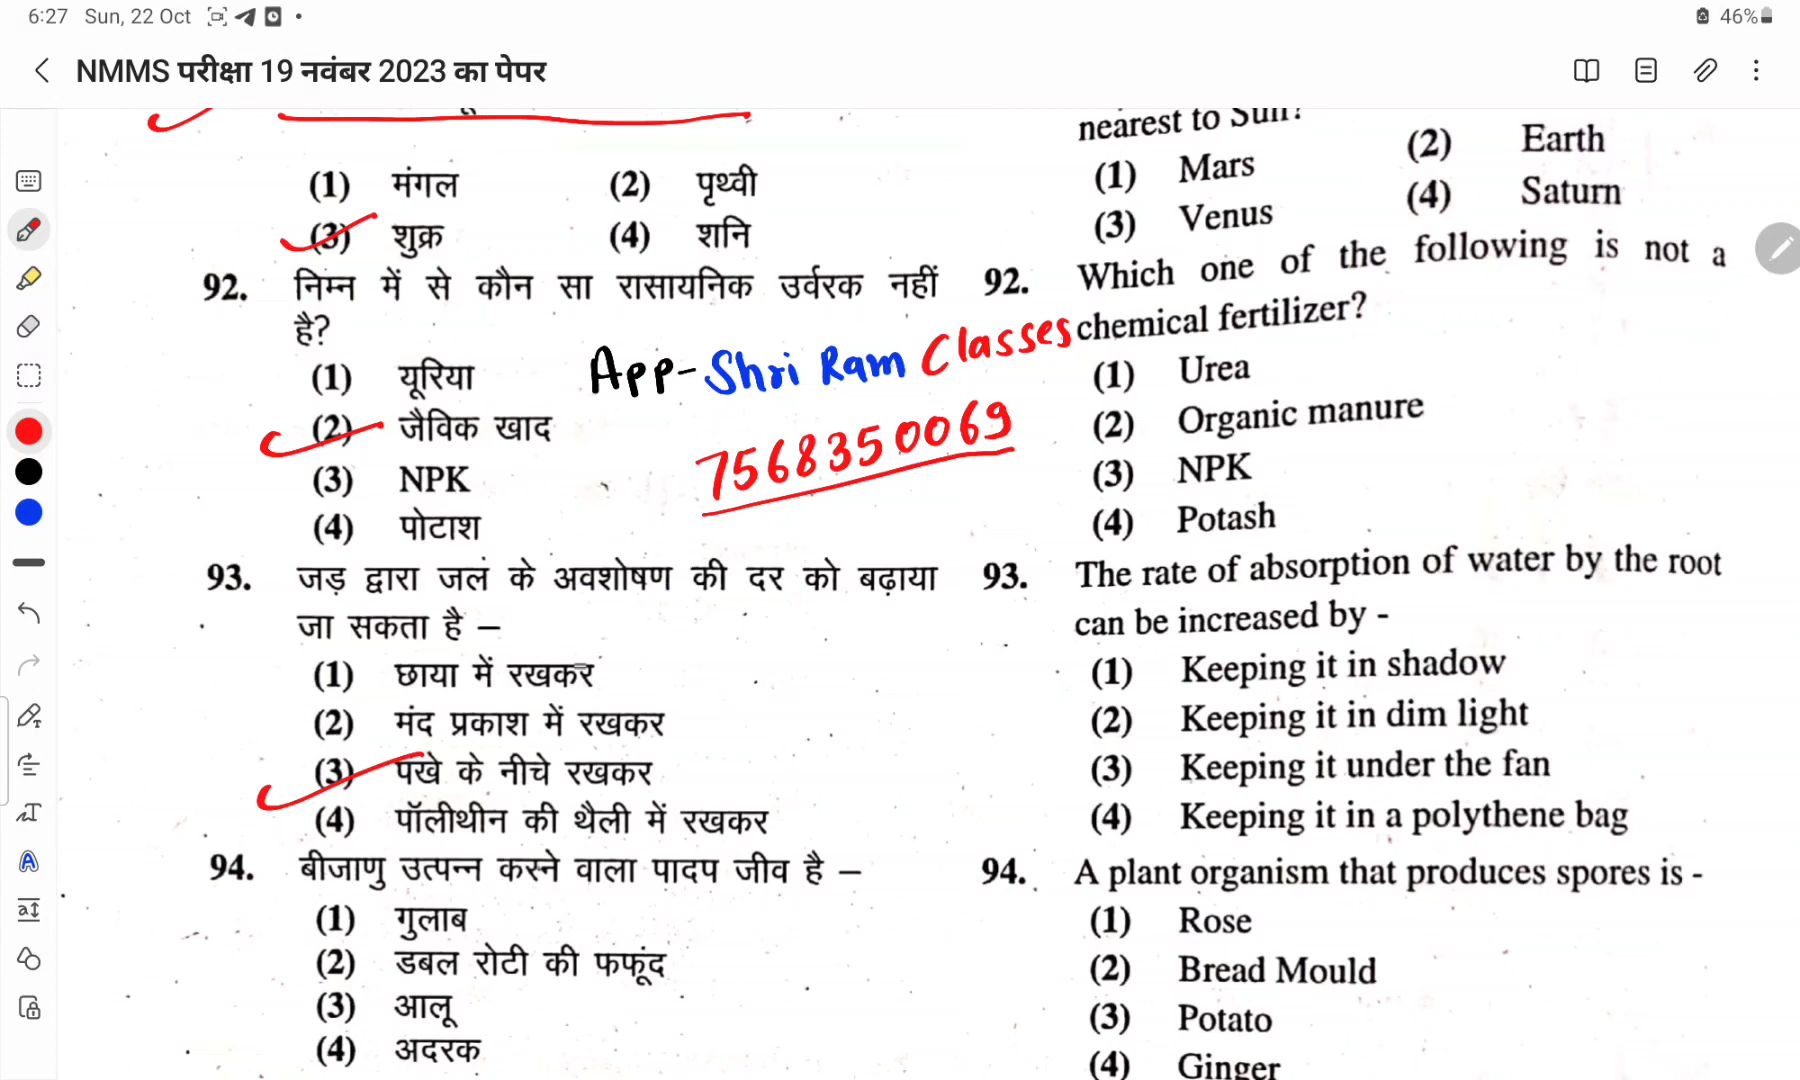 6:27 Sun, 22 Oct
46%
NMMS परीक्षा 19 नवंबर 2023 का पेपर
(1) मंगल (2) पृथ्वी
(3) शुक्र (4) शनि
92. निम्न में से कौन सा रासायनिक उर्वरक नहीं
है?
(1) यूरिया
(2) जैविक खाद
(3) NPK
(4) पोटाश
93. जड़ द्वारा जल के अवशोषण की दर को बढ़ाया
जा सकता है –
(1) छाया में रखकर
(2) मंद प्रकाश में रखकर
(3) पखे के नीचे रखकर
(4) पॉलीथीन की थैली में रखकर
94. बीजाणु उत्पन्न करने वाला पादप जीव है –
(1) गुलाब
(2) डबल रोटी की फफूंद
(3) आलू
(4) अदरक
App- Shri Ram Classes
7568350069
nearest to Sun?
(1) Mars (2) Earth
(3) Venus (4) Saturn
92. Which one of the following is not a
chemical fertilizer?
(1) Urea
(2) Organic manure
(3) NPK
(4) Potash
93. The rate of absorption of water by the root
can be increased by -
(1) Keeping it in shadow
(2) Keeping it in dim light
(3) Keeping it under the fan
(4) Keeping it in a polythene bag
94. A plant organism that produces spores is -
(1) Rose
(2) Bread Mould
(3) Potato
(4) Ginger